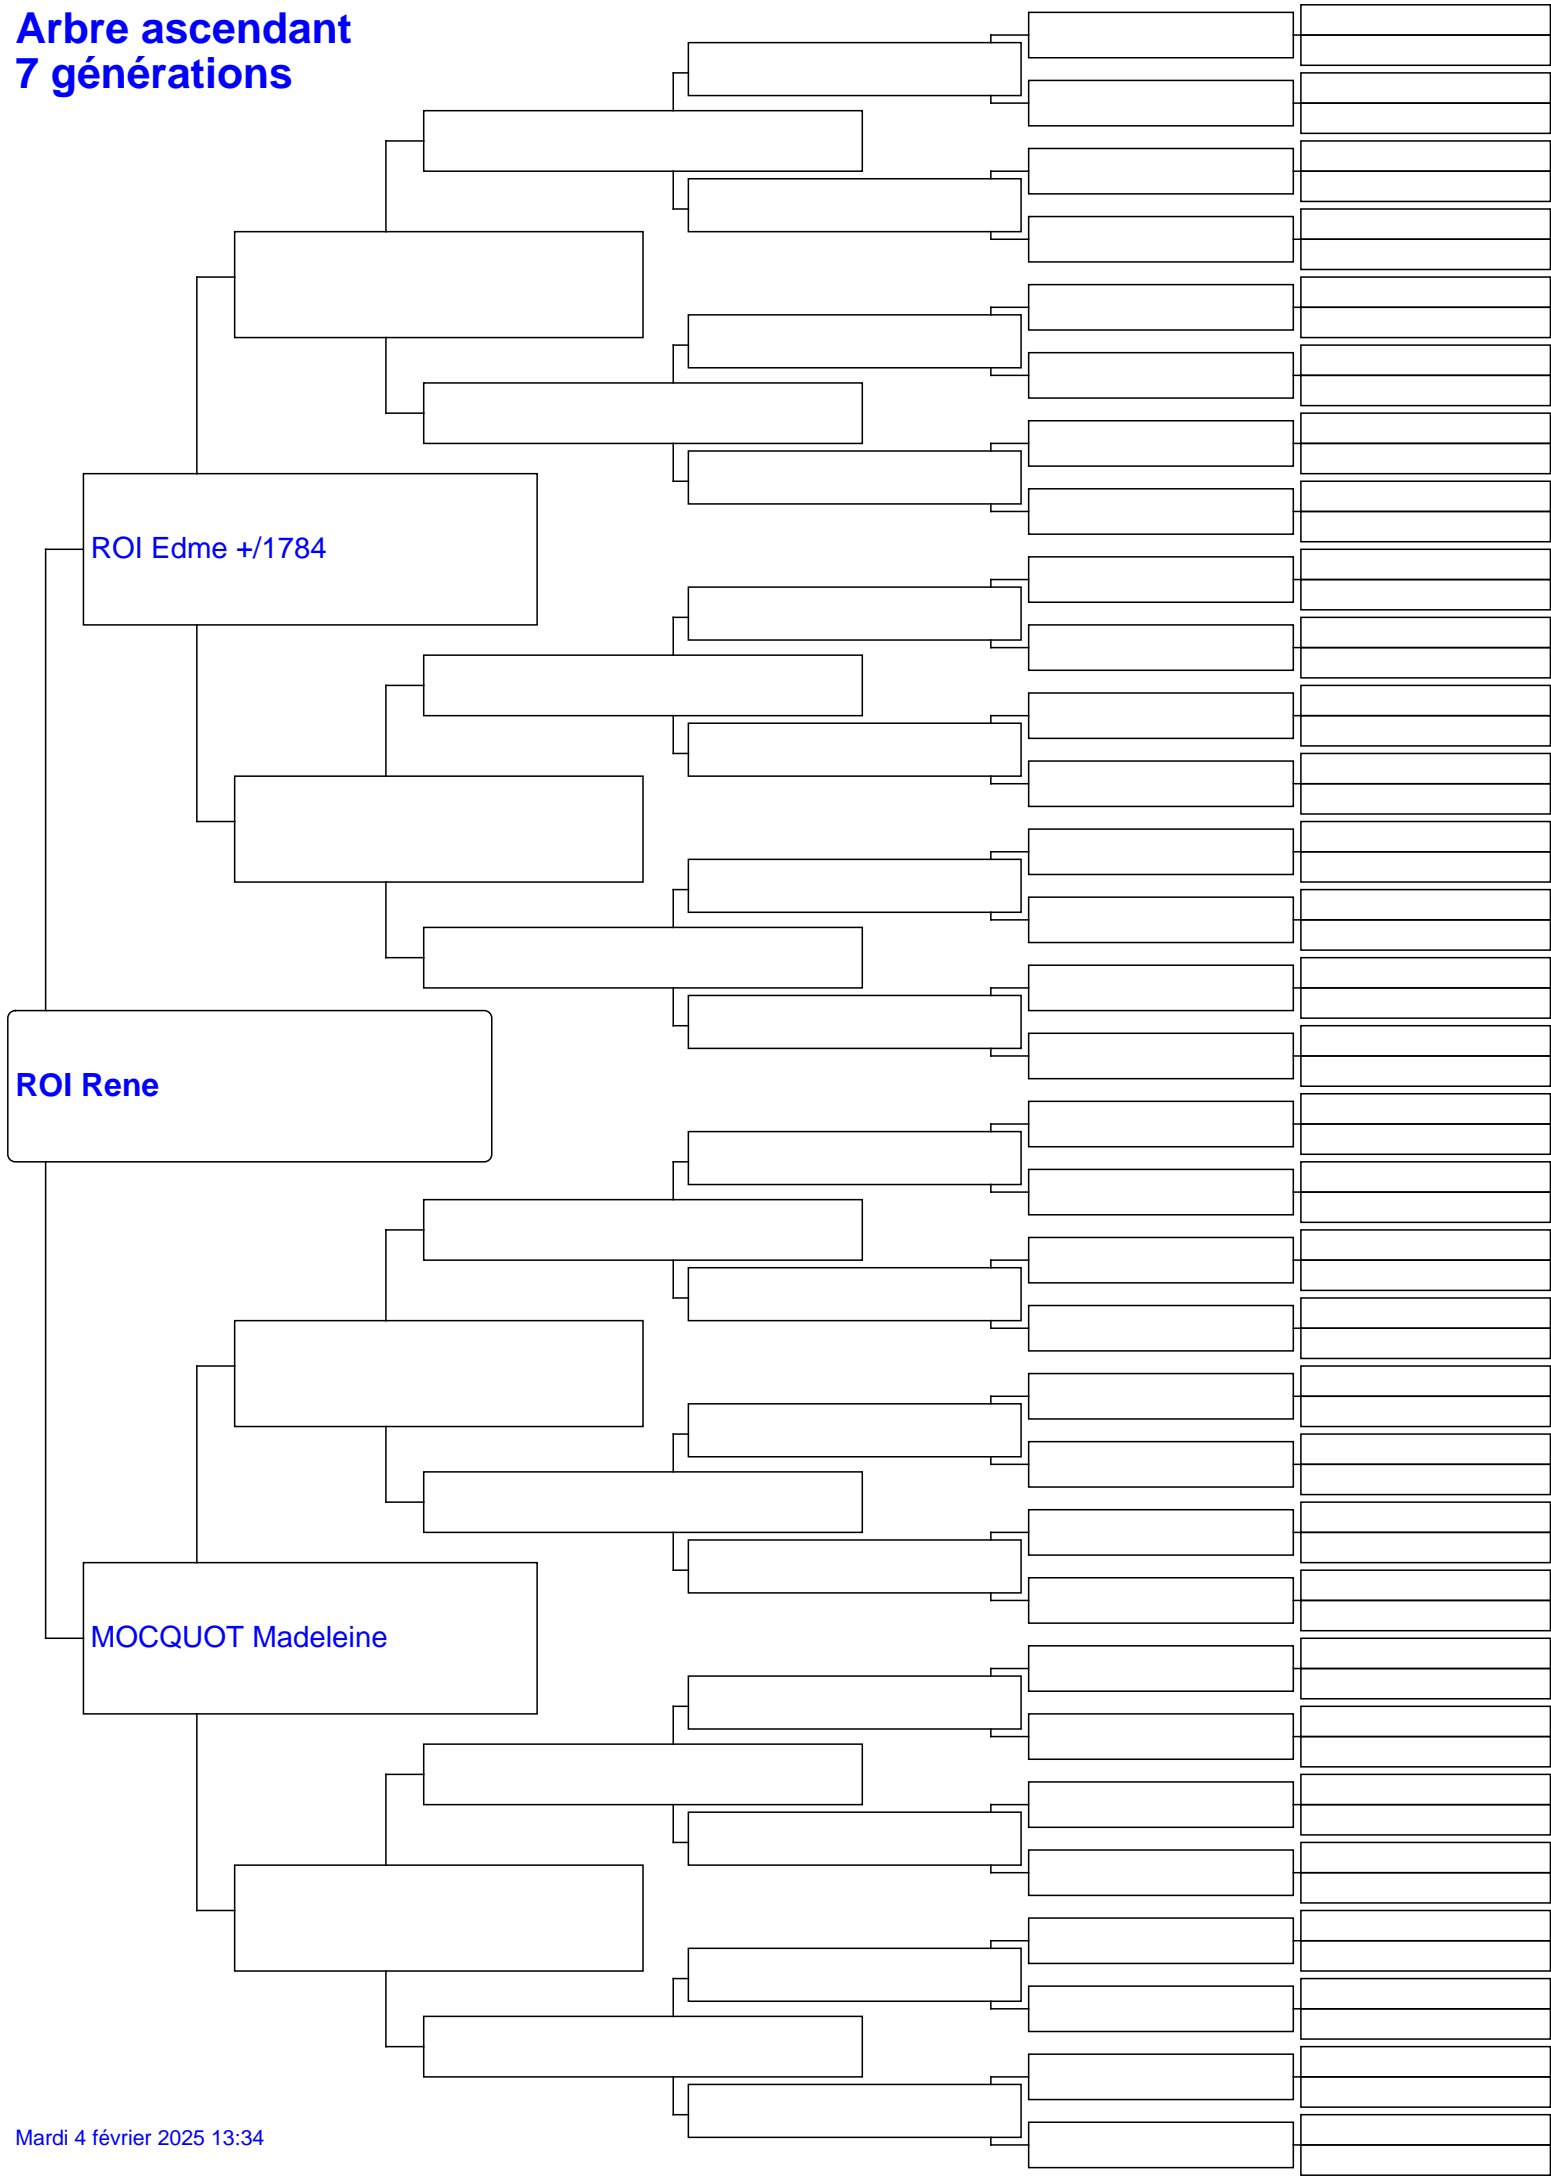 Arbre ascendant
7 générations
ROI Edme +/1784
ROI Rene
MOCQUOT Madeleine
Mardi 4 février 2025 13:34